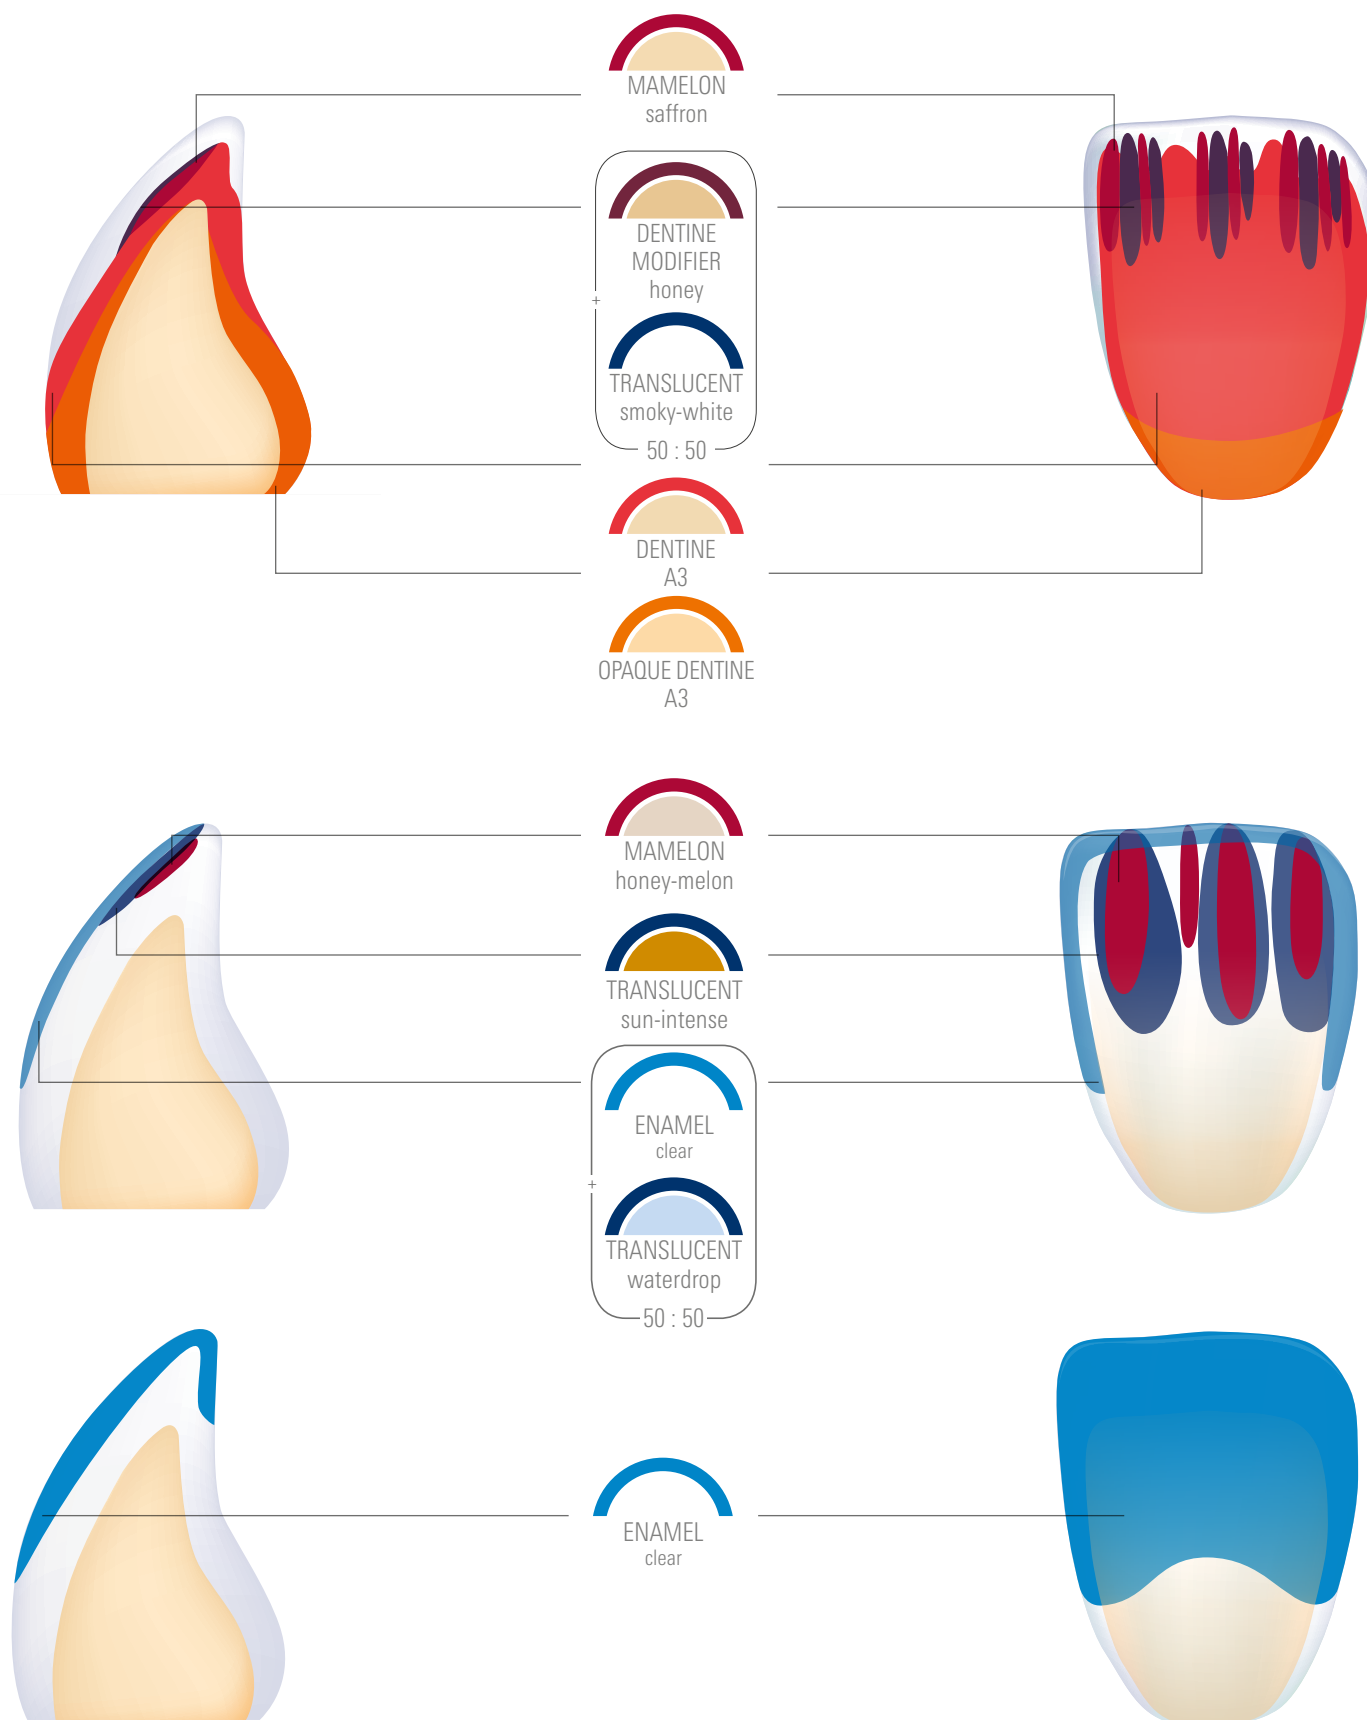 MAMELON
saffron
DENTINE
MODIFIER
honey
+
TRANSLUCENT
smoky-white
50 : 50
DENTINE
A3
OPAQUE DENTINE
A3
MAMELON
honey-melon
TRANSLUCENT
sun-intense
ENAMEL
clear
+
TRANSLUCENT
waterdrop
50 : 50
ENAMEL
clear